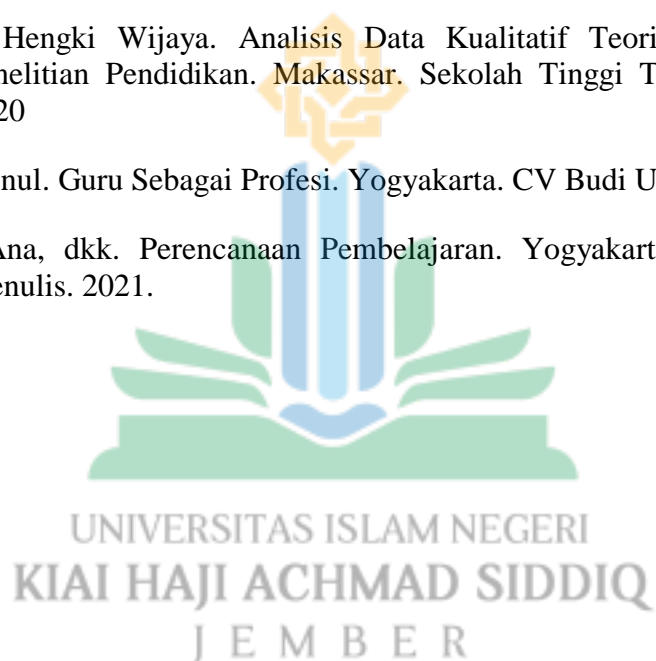 Hengki Wijaya. Analisis Data Kualitatif Teori
nelitian Pendidikan. Makassar. Sekolah Tinggi T
20
nul. Guru Sebagai Profesi. Yogyakarta. CV Budi U
Ana, dkk. Perencanaan Pembelajaran. Yogyakart
enulis. 2021.
UNIVERSITAS ISLAM NEGERI
KIAI HAJI ACHMAD SIDDIQ
JEMBER